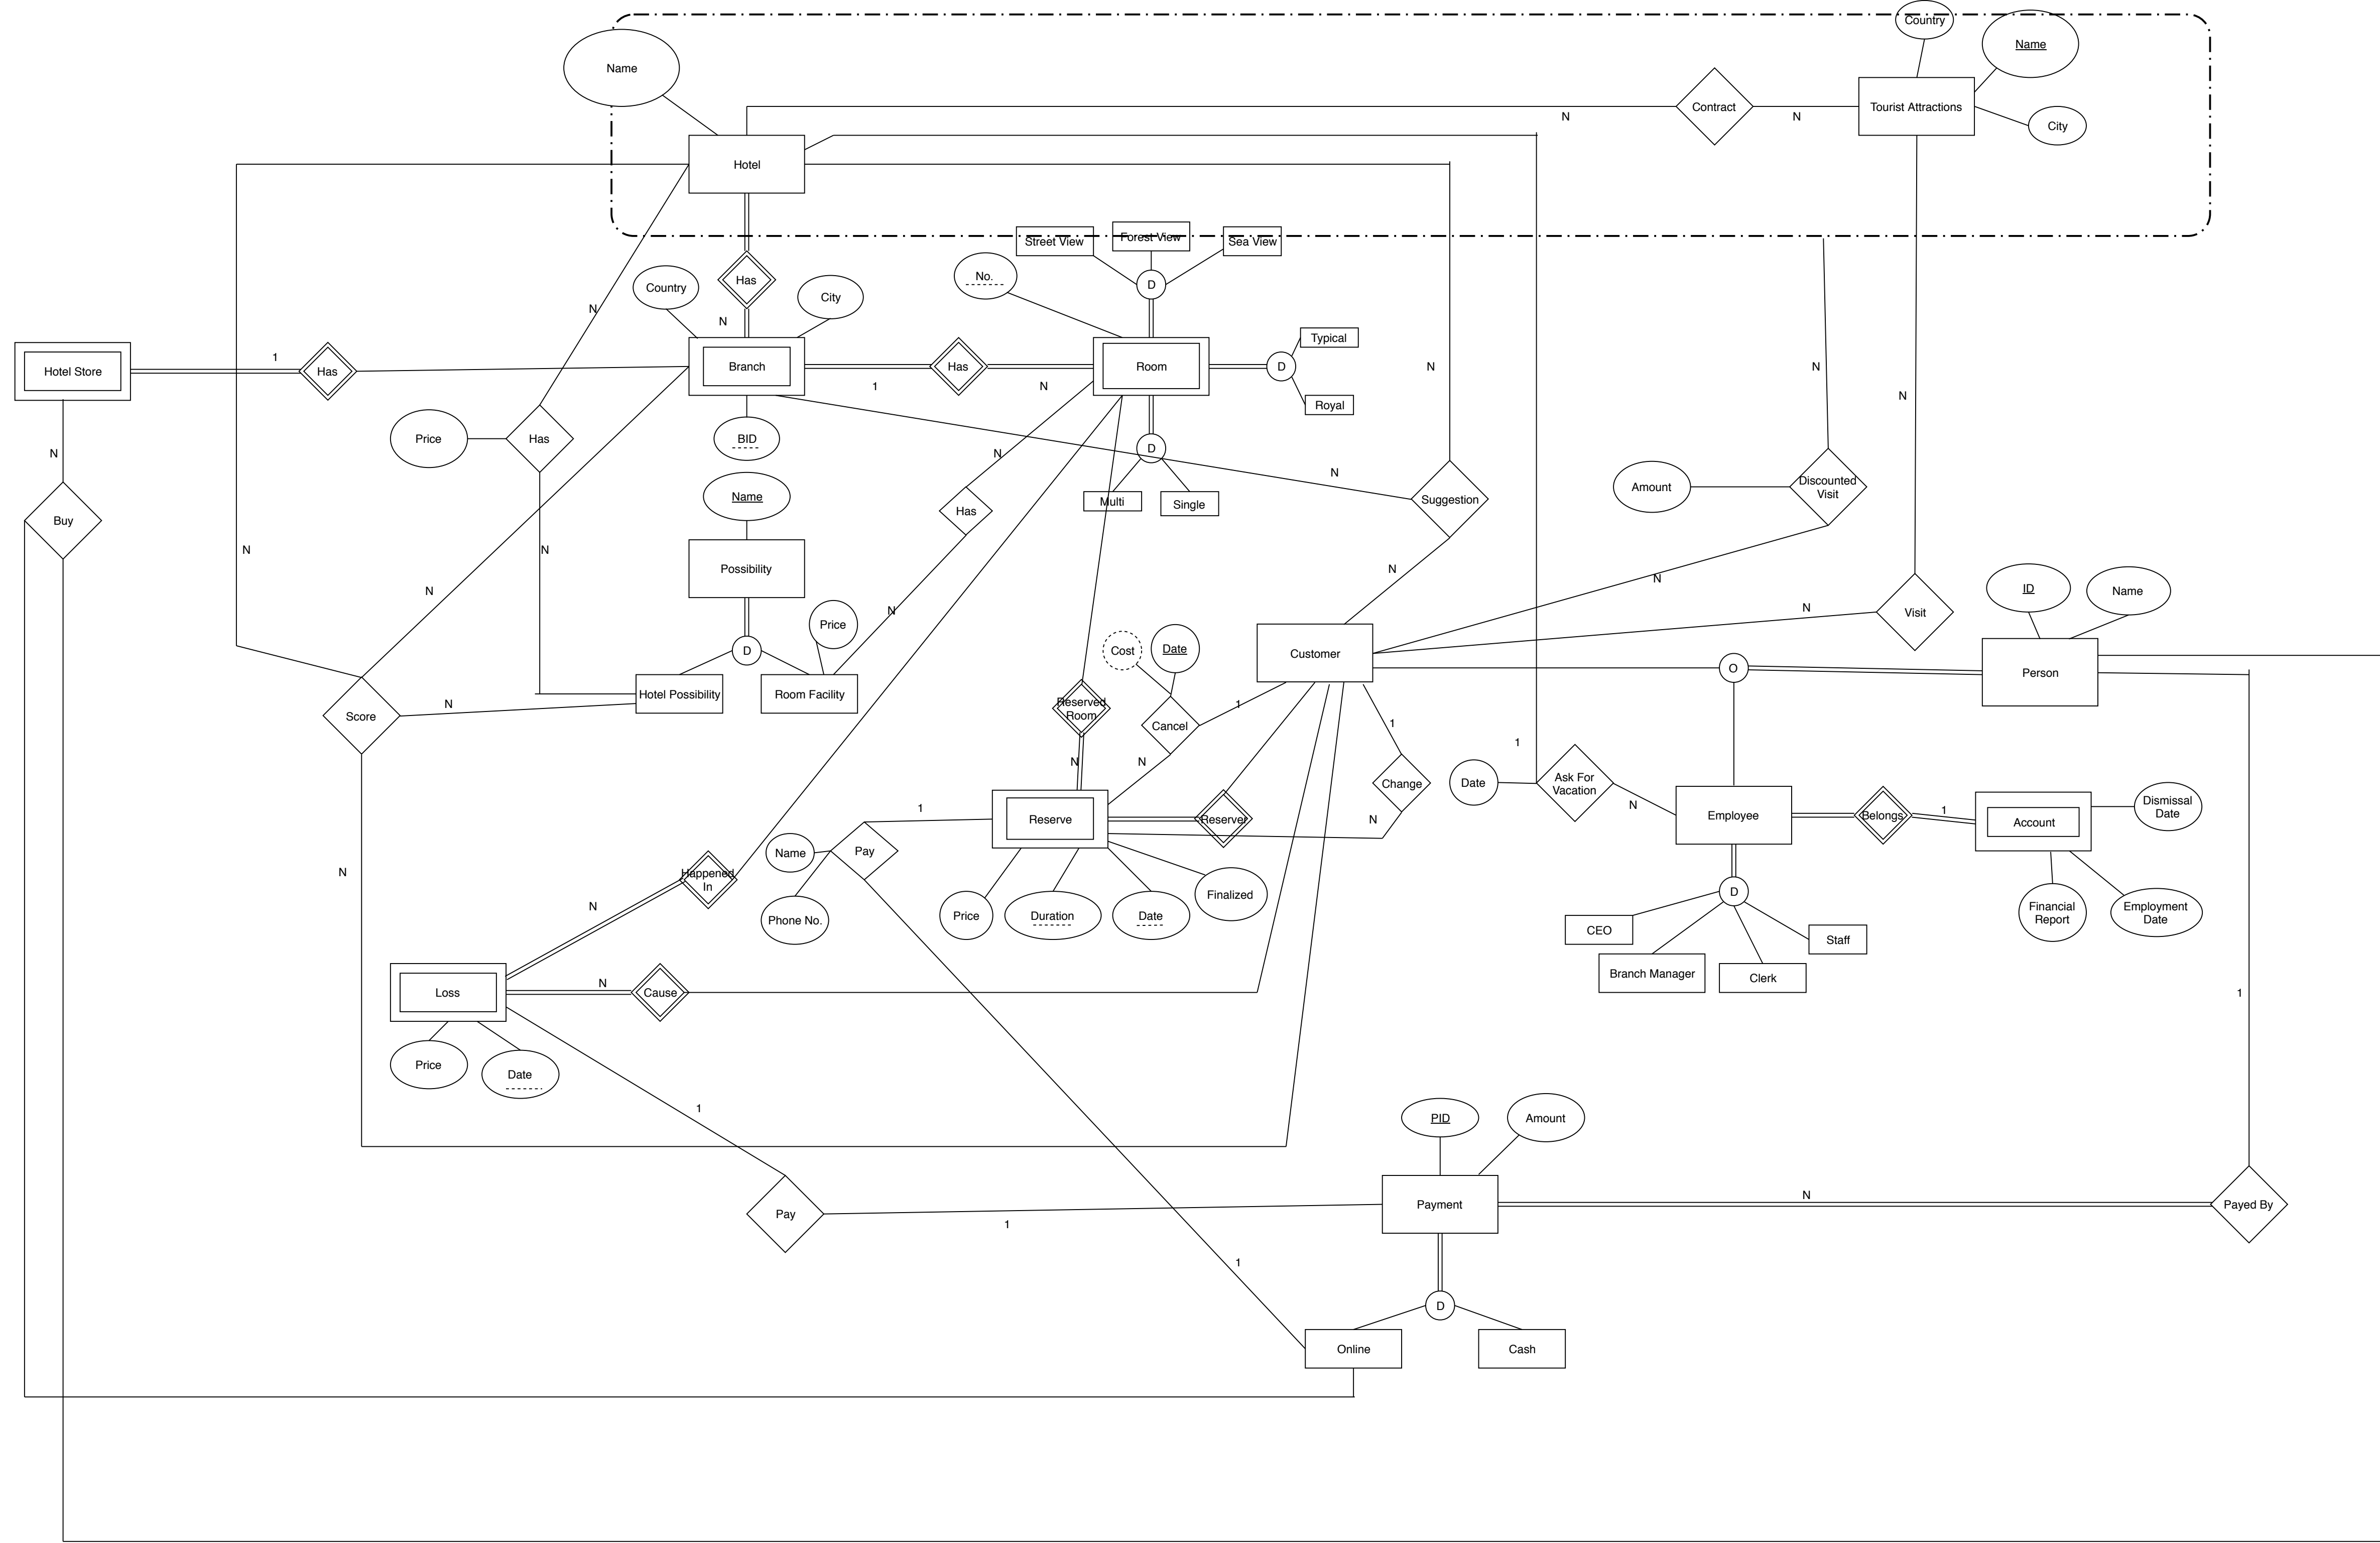 Country
Name
Name
Contract
Tourist Attractions
N
N
City
Hotel
Street View
Forest View
Sea View
No.
D
Has
Country
City
N
N
Typical
Hotel Store
1
Has
Branch
Has
Room
D
N
N
N
1
N
Royal
Price
Has
BID
D
N
N
N
Suggestion
Discounted
Visit
Amount
Name
Multi
Single
Has
Buy
N
N
Possibility
N
N
N
ID
Name
N
N
Visit
Price
D
Cost
Date
Customer
O
Person
Hotel Possibility
Room Facility
N
Score
Reserved
Room
1
Cancel
1
1
N
N
Date
Ask For
Vacation
Change
N
1
Pay
Reserve
Reserver
N
Employee
Belongs
1
Account
Dismissal
Date
Name
N
Happened
In
D
Price
Duration
Date
Finalized
Phone No.
N
Financial
Report
Employment
Date
CEO
Staff
Branch Manager
Clerk
Loss
N
Cause
1
Price
Date
1
PID
Amount
Pay
1
Payment
N
Payed By
1
D
Online
Cash